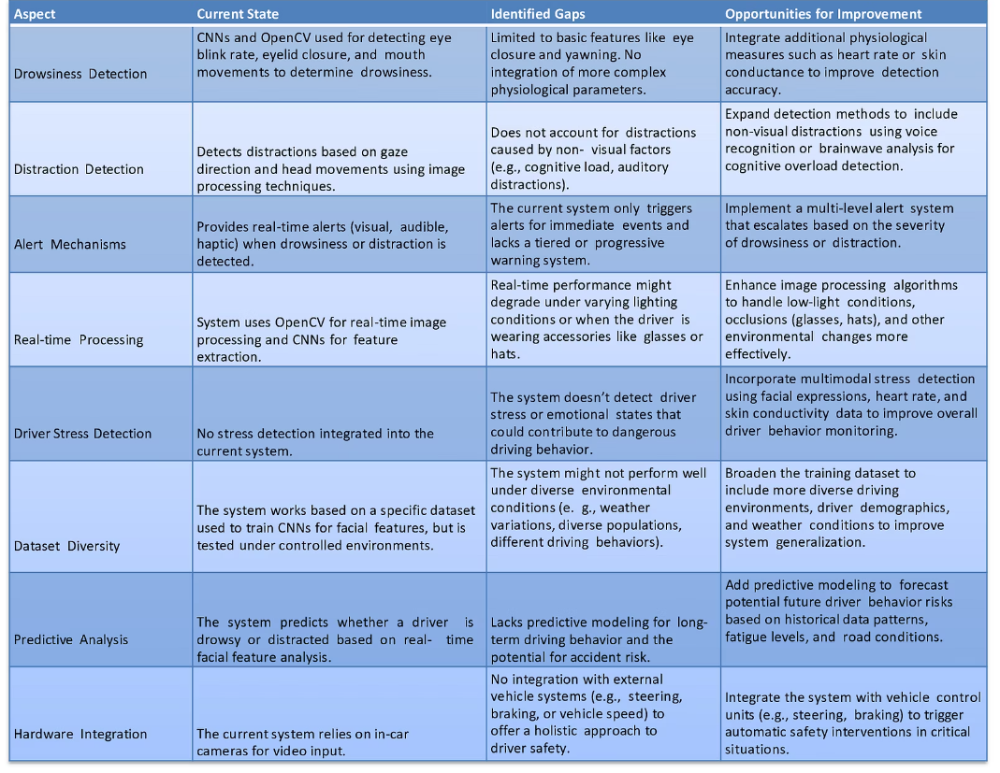 Aspect
Current State
Identified Gaps
Opportunities for Improvement
Drowsiness Detection
CNNs and OpenCV used for detecting eye
blink rate, eyelid closure, and mouth
movements to determine drowsiness.
Limited to basic features like eye
closure and yawning. No
integration of more complex
physiological parameters.
Integrate additional physiological
measures such as heart rate or skin
conductance to improve detection
accuracy.
Distraction Detection
Detects distractions based on gaze
direction and head movements using image
processing techniques.
Does not account for distractions
caused by non- visual factors
(e.g., cognitive load, auditory
distractions).
Expand detection methods to include
non-visual distractions using voice
recognition or brainwave analysis for
cognitive overload detection.
Alert Mechanisms
Provides real-time alerts (visual, audible,
haptic) when drowsiness or distraction is
detected.
The current system only triggers
alerts for immediate events and
lacks a tiered or progressive
warning system.
Implement a multi-level alert system
that escalates based on the severity
of drowsiness or distraction.
Real-time Processing
System uses OpenCV for real-time image
processing and CNNs for feature
extraction.
Real-time performance might
degrade under varying lighting
conditions or when the driver is
wearing accessories like glasses or
hats.
Enhance image processing algorithms
to handle low-light conditions,
occlusions (glasses, hats), and other
environmental changes more
effectively.
Driver Stress Detection
No stress detection integrated into the
current system.
The system doesn't detect driver
stress or emotional states that
could contribute to dangerous
driving behavior.
Incorporate multimodal stress detection
using facial expressions, heart rate, and
skin conductivity data to improve overall
driver behavior monitoring.
Dataset Diversity
The system works based on a specific dataset
used to train CNNs for facial features, but is
tested under controlled environments.
The system might not perform well
under diverse environmental
conditions (e. g., weather
variations, diverse populations,
different driving behaviors).
Broaden the training dataset to
include more diverse driving
environments, driver demographics,
and weather conditions to improve
system generalization.
Predictive Analysis
The system predicts whether a driver is
drowsy or distracted based on real- time
facial feature analysis.
Lacks predictive modeling for long-
term driving behavior and the
potential for accident risk.
Add predictive modeling to forecast
potential future driver behavior risks
based on historical data patterns,
fatigue levels, and road conditions.
Hardware Integration
The current system relies on in-car
cameras for video input.
No integration with external
vehicle systems (e.g., steering,
braking, or vehicle speed) to
offer a holistic approach to
driver safety.
Integrate the system with vehicle control
units (e.g., steering, braking) to trigger
automatic safety interventions in critical
situations.